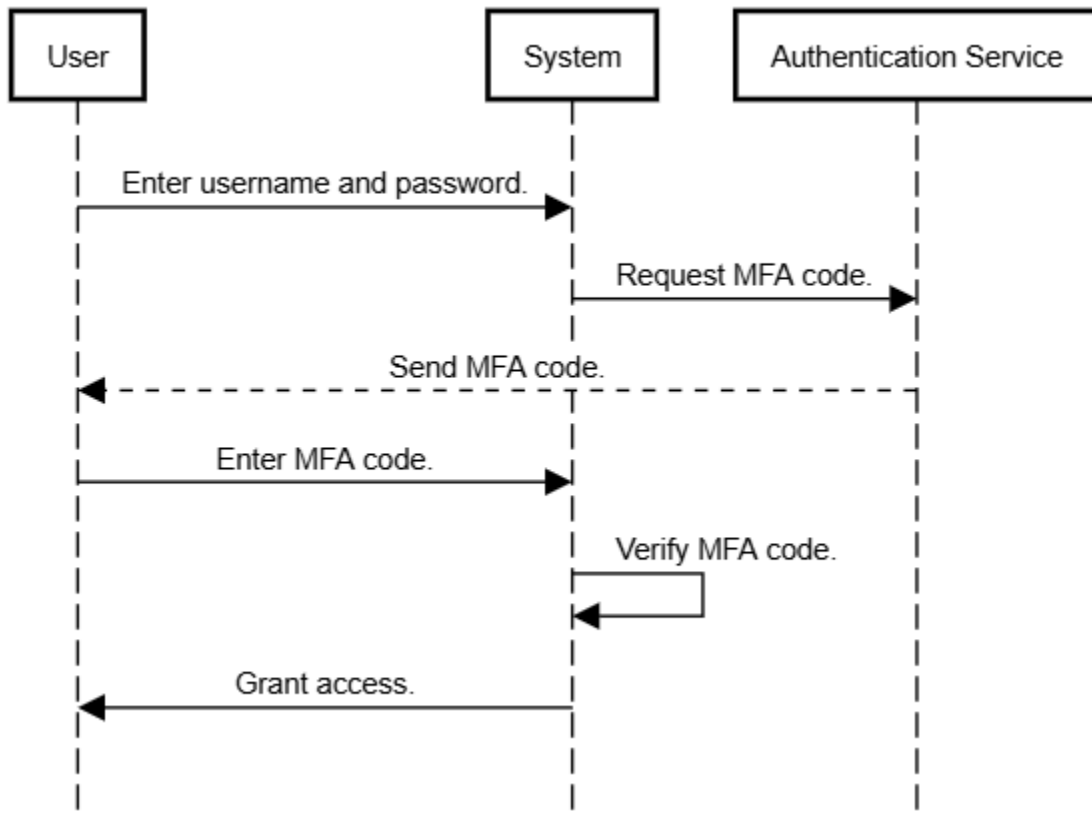 User
System
Authentication Service
Enter username and password.
Request MFA code.
Send MFA code.
Enter MFA code.
Verify MFA code.
Grant access.